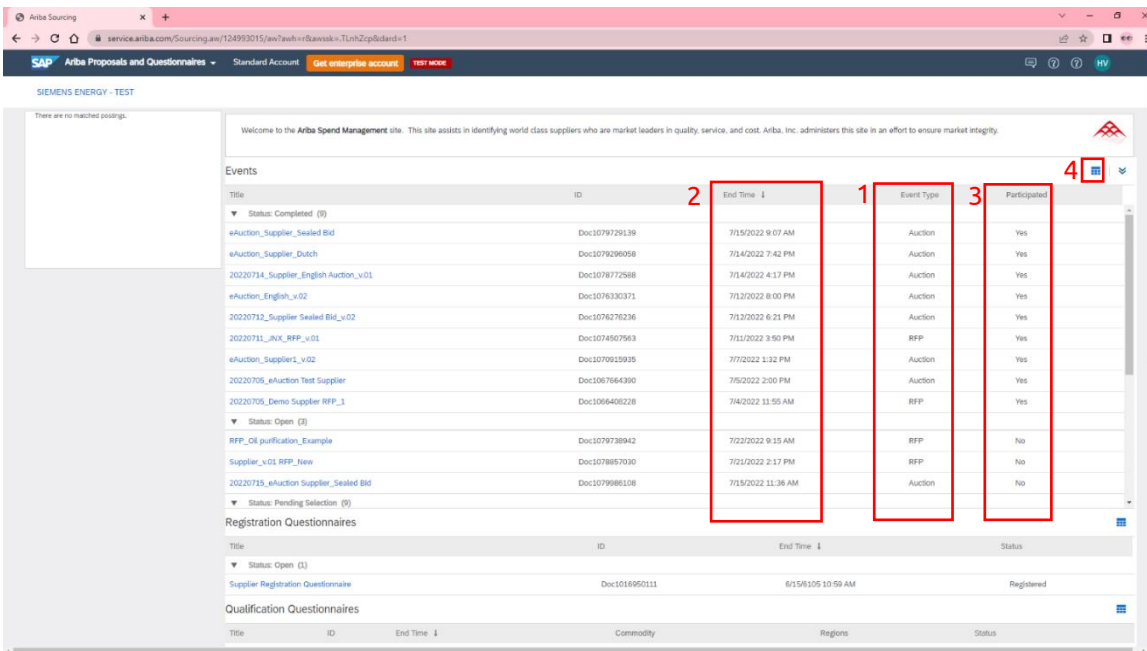 Ariba Sourcing
service.ariba.com/Sourcing.aw/124993015/aw?awh=r&awssk=.TLnhZcp&dard=1
SAP Ariba Proposals and Questionnaires Standard Account Get enterprise account TEST MODE HV
SIEMENS ENERGY - TEST
There are no matched postings.
Welcome to the Ariba Spend Management site. This site assists in identifying world class suppliers who are market leaders in quality, service, and cost. Ariba, Inc. administers this site in an effort to ensure market integrity.
Events 4
Title ID 2 End Time ↓ 1 Event Type 3 Participated
▼ Status: Completed (9)
eAuction_Supplier_Sealed Bid Doc1079729139 7/15/2022 9:07 AM Auction Yes
eAuction_Supplier_Dutch Doc1079296058 7/14/2022 7:42 PM Auction Yes
20220714_Supplier_English Auction_v.01 Doc1078772588 7/14/2022 4:17 PM Auction Yes
eAuction_English_v.02 Doc1076330371 7/12/2022 8:00 PM Auction Yes
20220712_Supplier Sealed Bid_v.02 Doc1076276236 7/12/2022 6:21 PM Auction Yes
20220711_JNX_RFP_v.01 Doc1074507563 7/11/2022 3:50 PM RFP Yes
eAuction_Supplier1_v.02 Doc1070915935 7/7/2022 1:32 PM Auction Yes
20220705_eAuction Test Supplier Doc1067664390 7/5/2022 2:00 PM Auction Yes
20220705_Demo Supplier RFP_1 Doc1066408228 7/4/2022 11:55 AM RFP Yes
▼ Status: Open (3)
RFP_Oil purification_Example Doc1079738942 7/22/2022 9:15 AM RFP No
Supplier_v.01 RFP_New Doc1078857030 7/21/2022 2:17 PM RFP No
20220715_eAuction Supplier_Sealed Bid Doc1079986108 7/15/2022 11:36 AM Auction No
▼ Status: Pending Selection (9)
Registration Questionnaires
Title ID End Time ↓ Status
▼ Status: Open (1)
Supplier Registration Questionnaire Doc1016950111 6/15/6105 10:59 AM Registered
Qualification Questionnaires
Title ID End Time ↓ Commodity Regions Status